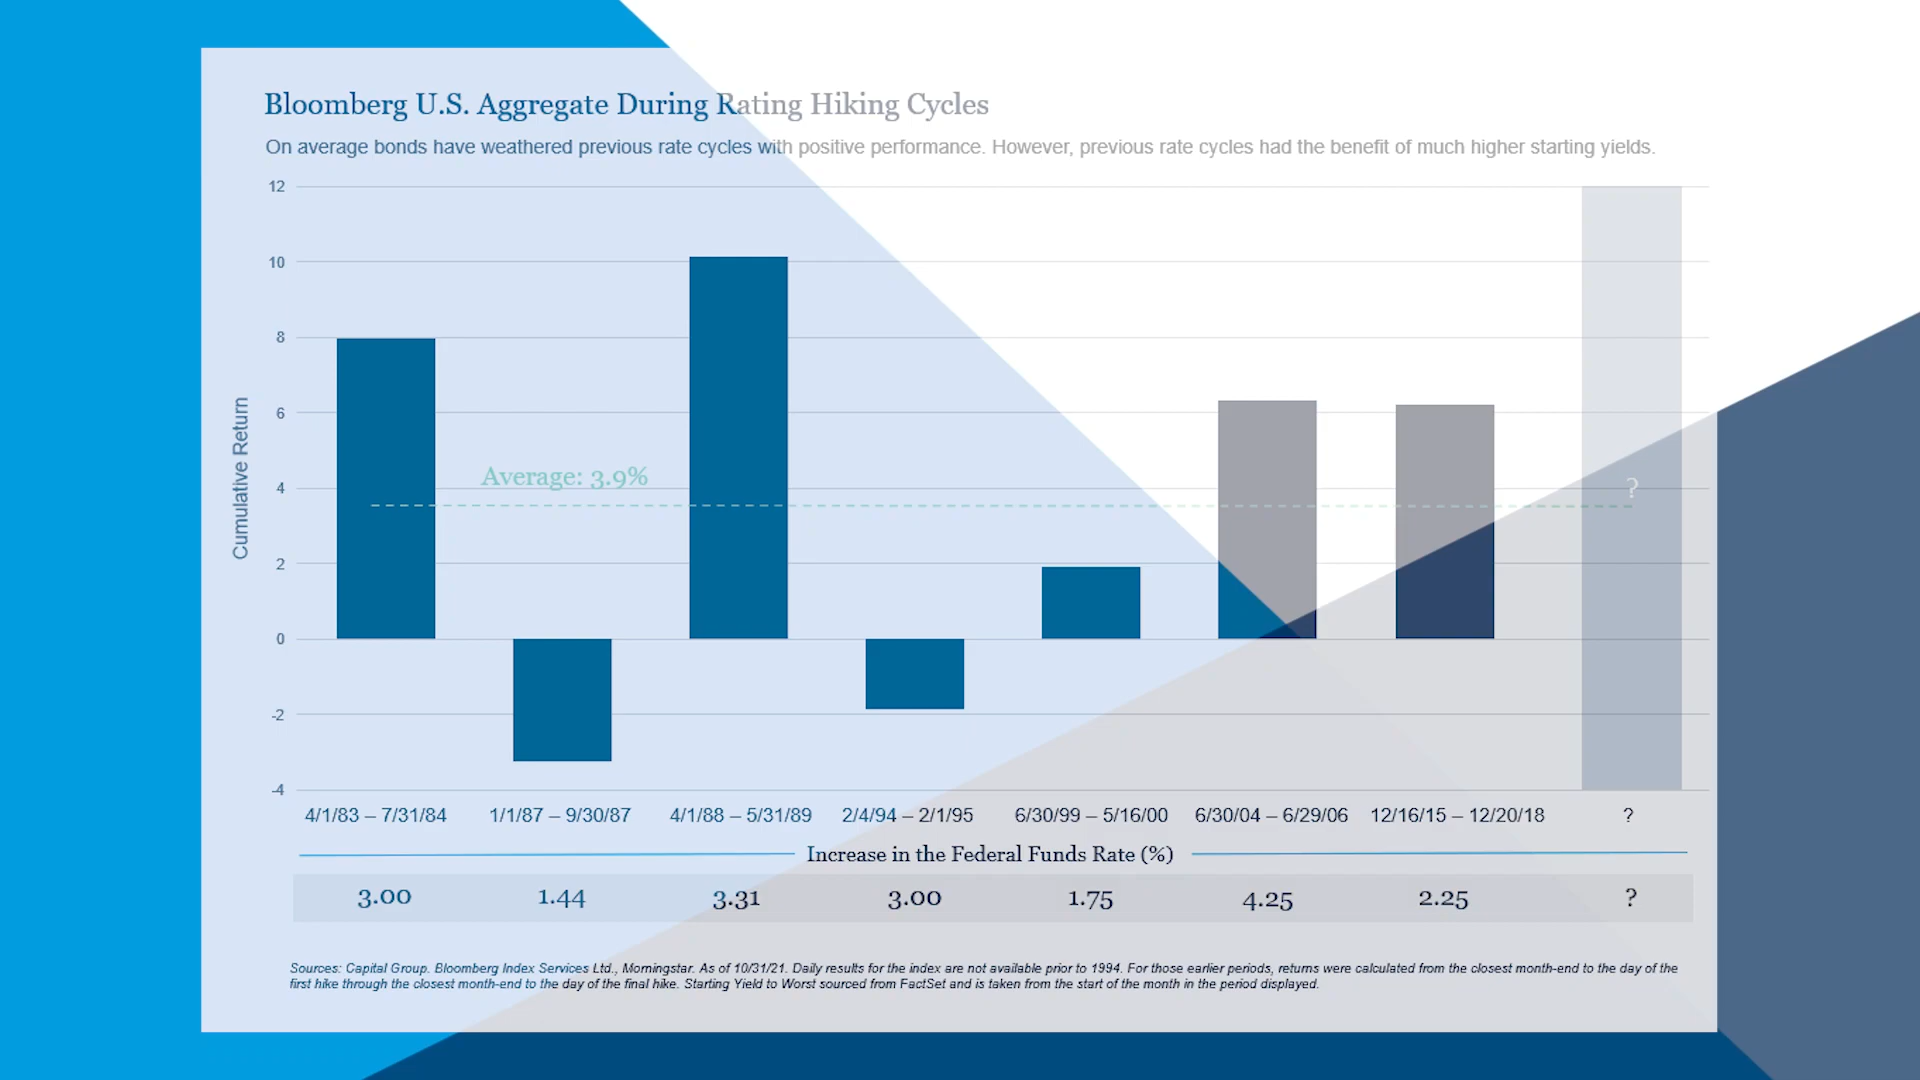 Bloomberg U.S. Aggregate During Rating Hiking Cycles
On average bonds have weathered previous rate cycles with positive performance. However, previous rate cycles had the benefit of much higher starting yields.
12
10
8
6
4
2
0
-2
-4
Cumulative Return
Average: 3.9%
?
4/1/83 – 7/31/84 1/1/87 – 9/30/87 4/1/88 – 5/31/89 2/4/94 – 2/1/95 6/30/99 – 5/16/00 6/30/04 – 6/29/06 12/16/15 – 12/20/18 ?
Increase in the Federal Funds Rate (%)
3.00 1.44 3.31 3.00 1.75 4.25 2.25 ?
Sources: Capital Group. Bloomberg Index Services Ltd., Morningstar. As of 10/31/21. Daily results for the index are not available prior to 1994. For those earlier periods, returns were calculated from the closest month-end to the day of the
first hike through the closest month-end to the day of the final hike. Starting Yield to Worst sourced from FactSet and is taken from the start of the month in the period displayed.